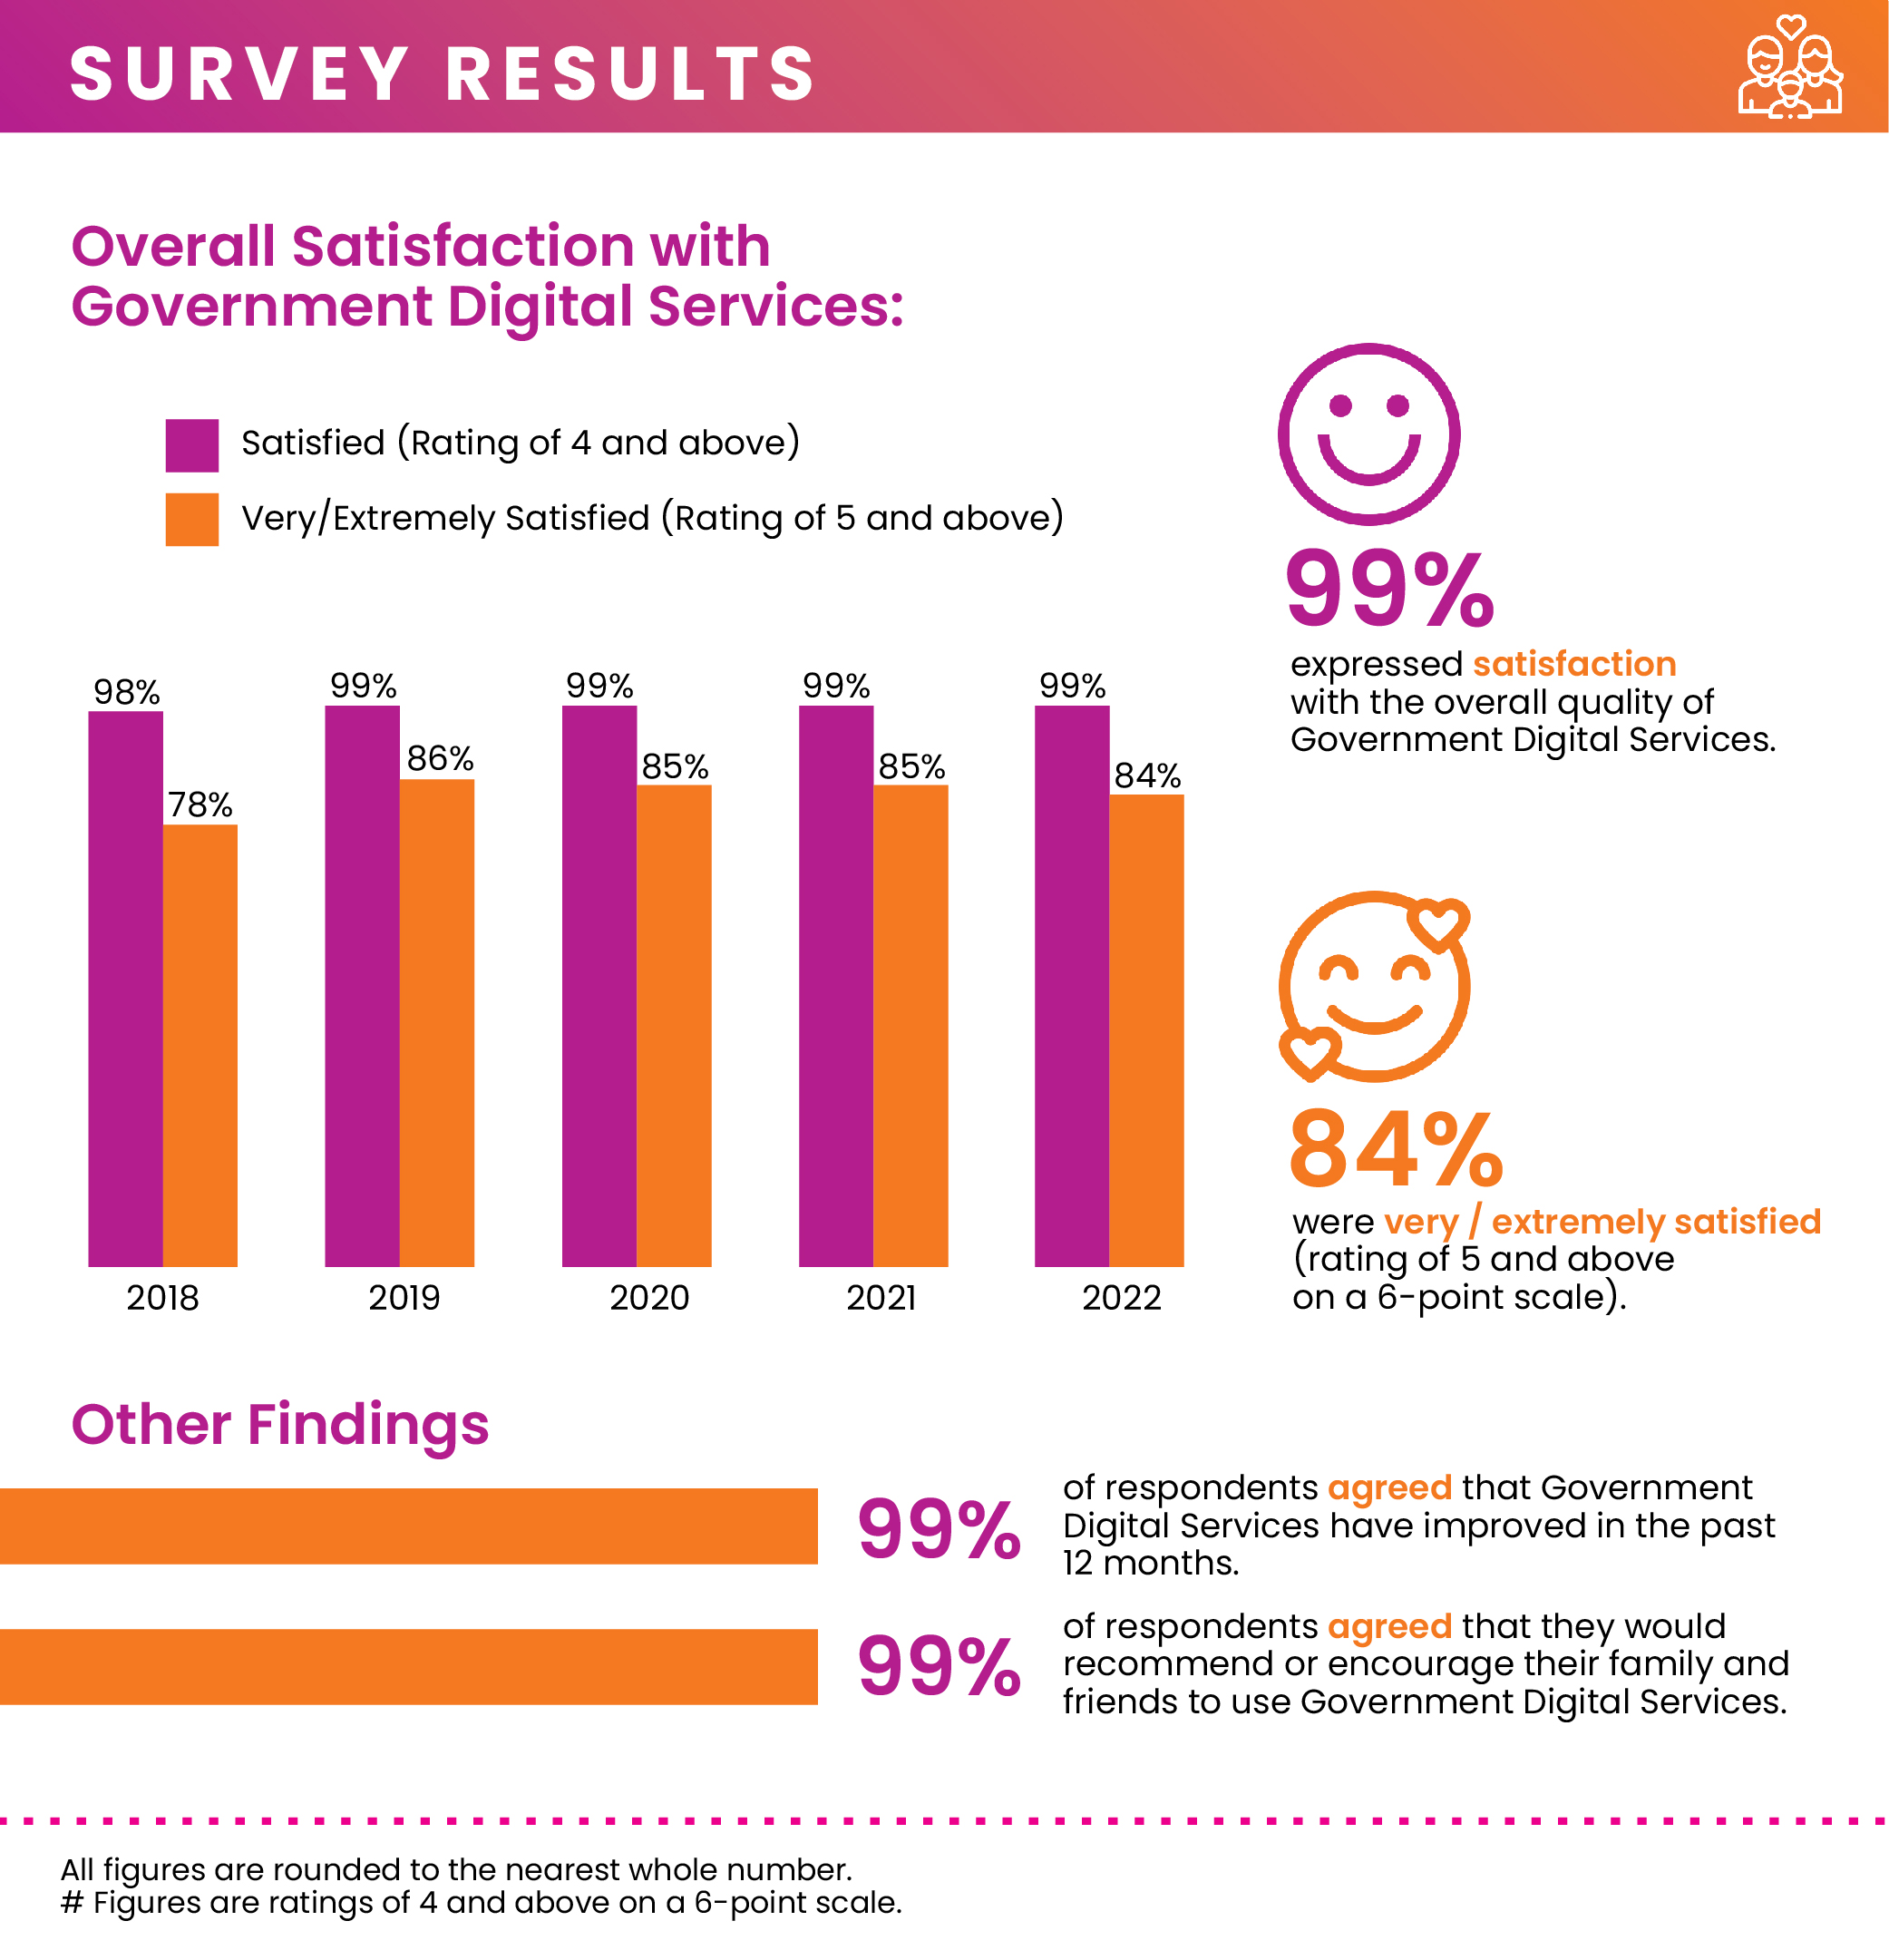 SURVEY RESULTS
Overall Satisfaction with
Government Digital Services:
Satisfied (Rating of 4 and above)
Very/Extremely Satisfied (Rating of 5 and above)
98%
78%
99%
86%
99%
85%
99%
85%
99%
84%
2018
2019
2020
2021
2022
99%
expressed satisfaction
with the overall quality of
Government Digital Services.
84%
were very / extremely satisfied
(rating of 5 and above
on a 6-point scale).
Other Findings
99%
of respondents agreed that Government
Digital Services have improved in the past
12 months.
99%
of respondents agreed that they would
recommend or encourage their family and
friends to use Government Digital Services.
All figures are rounded to the nearest whole number.
# Figures are ratings of 4 and above on a 6-point scale.